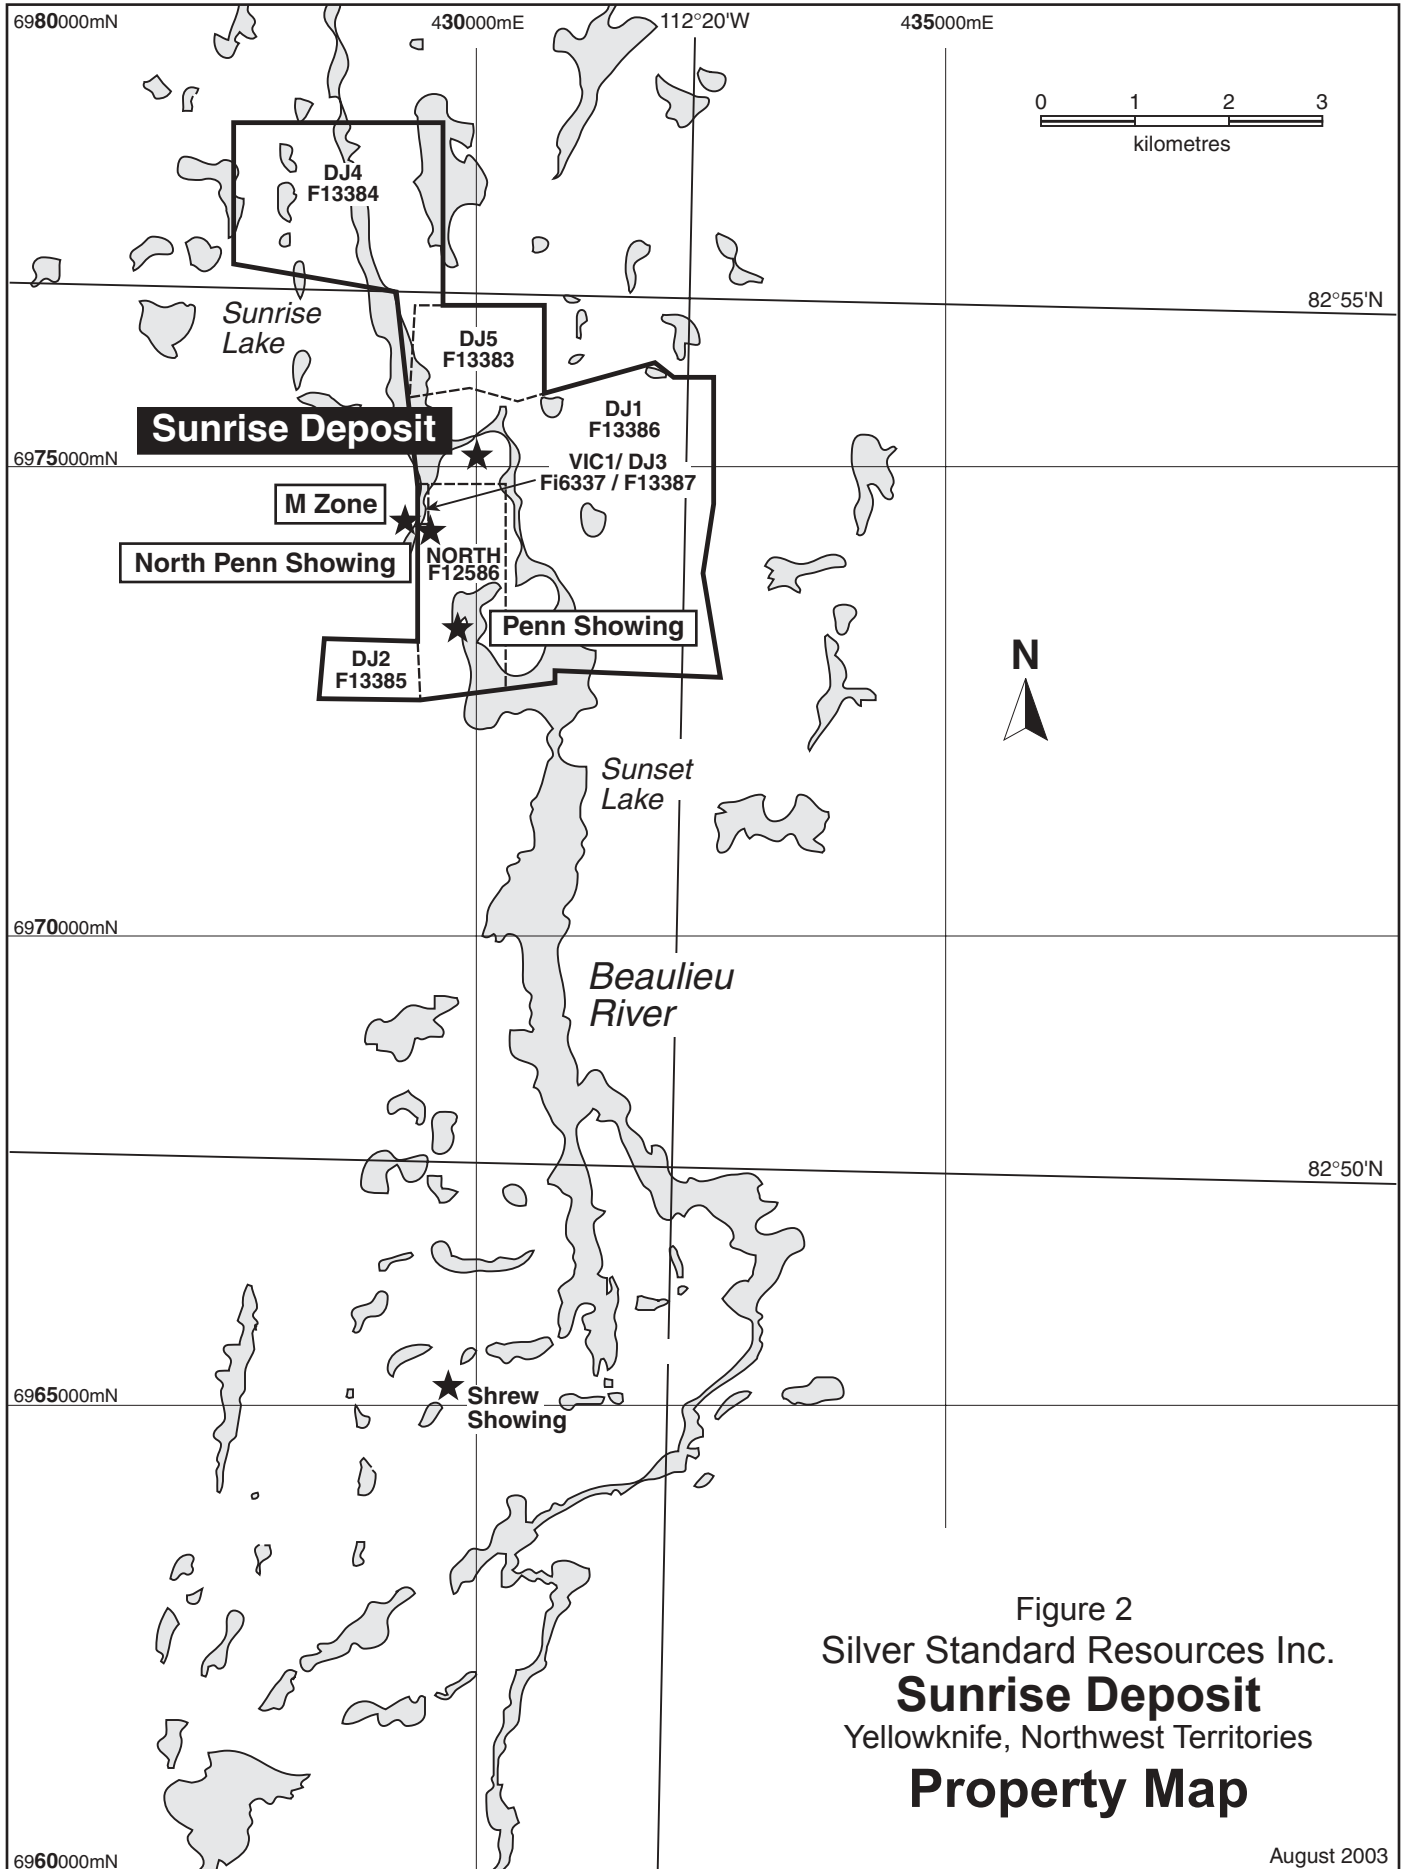 6980000mN
430000mE
112°20'W
435000mE
0 1 2 3
kilometres
DJ4
F13384
82°55'N
Sunrise
Lake
DJ5
F13383
DJ1
F13386
Sunrise Deposit
6975000mN
VIC1/ DJ3
Fi6337 / F13387
M Zone
North Penn Showing
NORTH
F12586
Penn Showing
DJ2
F13385
N
Sunset
Lake
6970000mN
Beaulieu
River
82°50'N
6965000mN
Shrew
Showing
Figure 2
Silver Standard Resources Inc.
Sunrise Deposit
Yellowknife, Northwest Territories
Property Map
6960000mN
August 2003